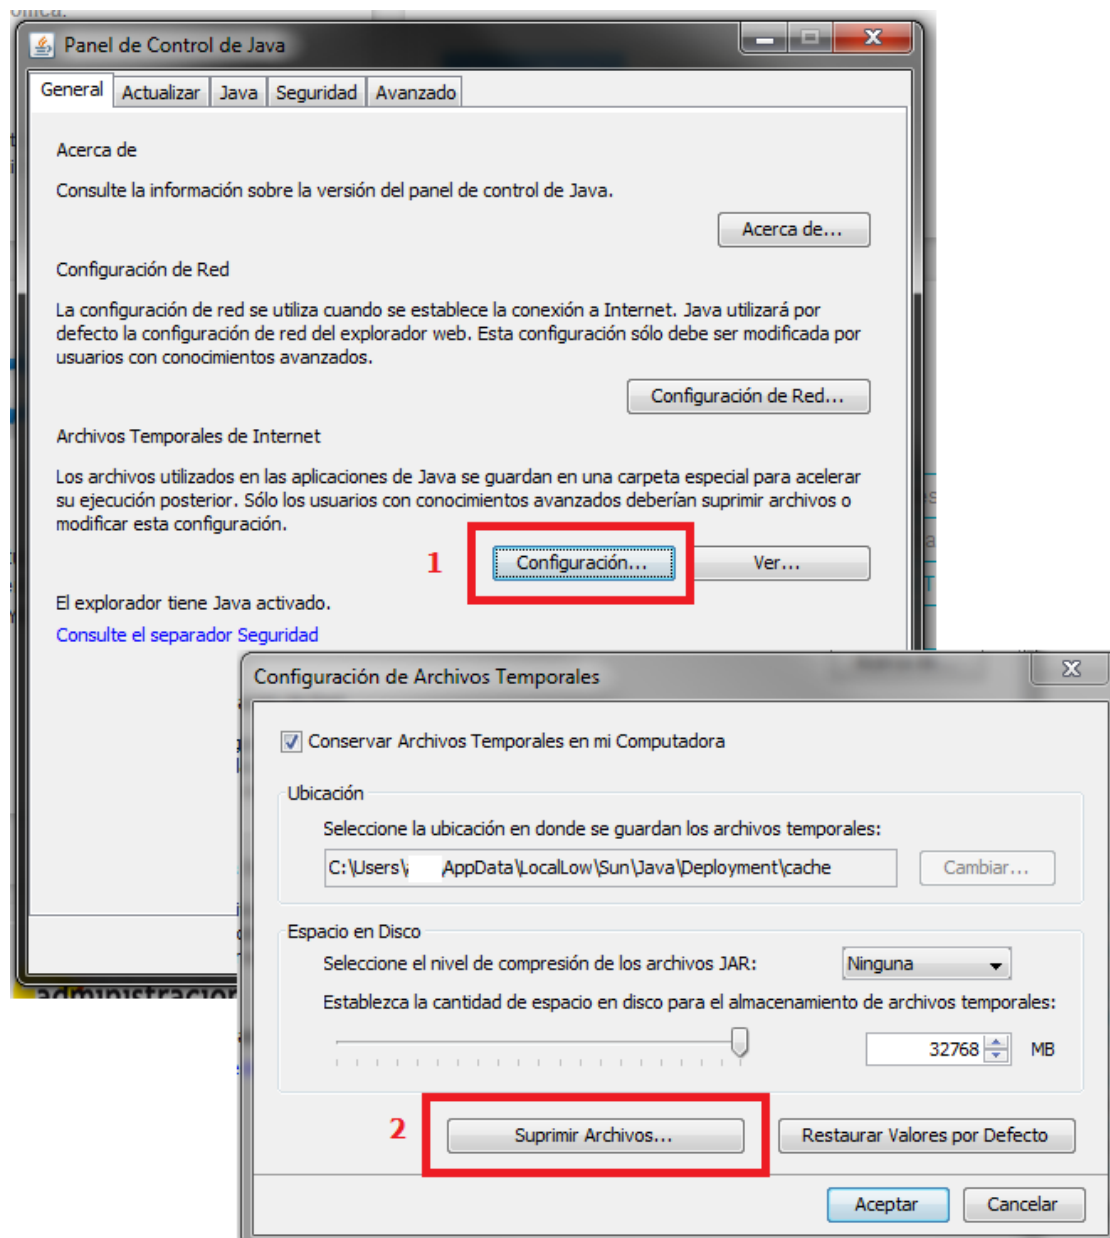 Panel de Control de Java
General Actualizar Java Seguridad Avanzado
Acerca de
Consulte la información sobre la versión del panel de control de Java.
Acerca de...
Configuración de Red
La configuración de red se utiliza cuando se establece la conexión a Internet. Java utilizará por
defecto la configuración de red del explorador web. Esta configuración sólo debe ser modificada por
usuarios con conocimientos avanzados.
Configuración de Red...
Archivos Temporales de Internet
Los archivos utilizados en las aplicaciones de Java se guardan en una carpeta especial para acelerar
su ejecución posterior. Sólo los usuarios con conocimientos avanzados deberían suprimir archivos o
modificar esta configuración.
1 Configuración... Ver...
El explorador tiene Java activado.
Consulte el separador Seguridad
Configuración de Archivos Temporales
Conservar Archivos Temporales en mi Computadora
Ubicación
Seleccione la ubicación en donde se guardan los archivos temporales:
C:\Users\ AppData\LocalLow\Sun\Java\Deployment\cache Cambiar...
Espacio en Disco
Seleccione el nivel de compresión de los archivos JAR: Ninguna
Establezca la cantidad de espacio en disco para el almacenamiento de archivos temporales:
32768 MB
2 Suprimir Archivos... Restaurar Valores por Defecto
Aceptar Cancelar